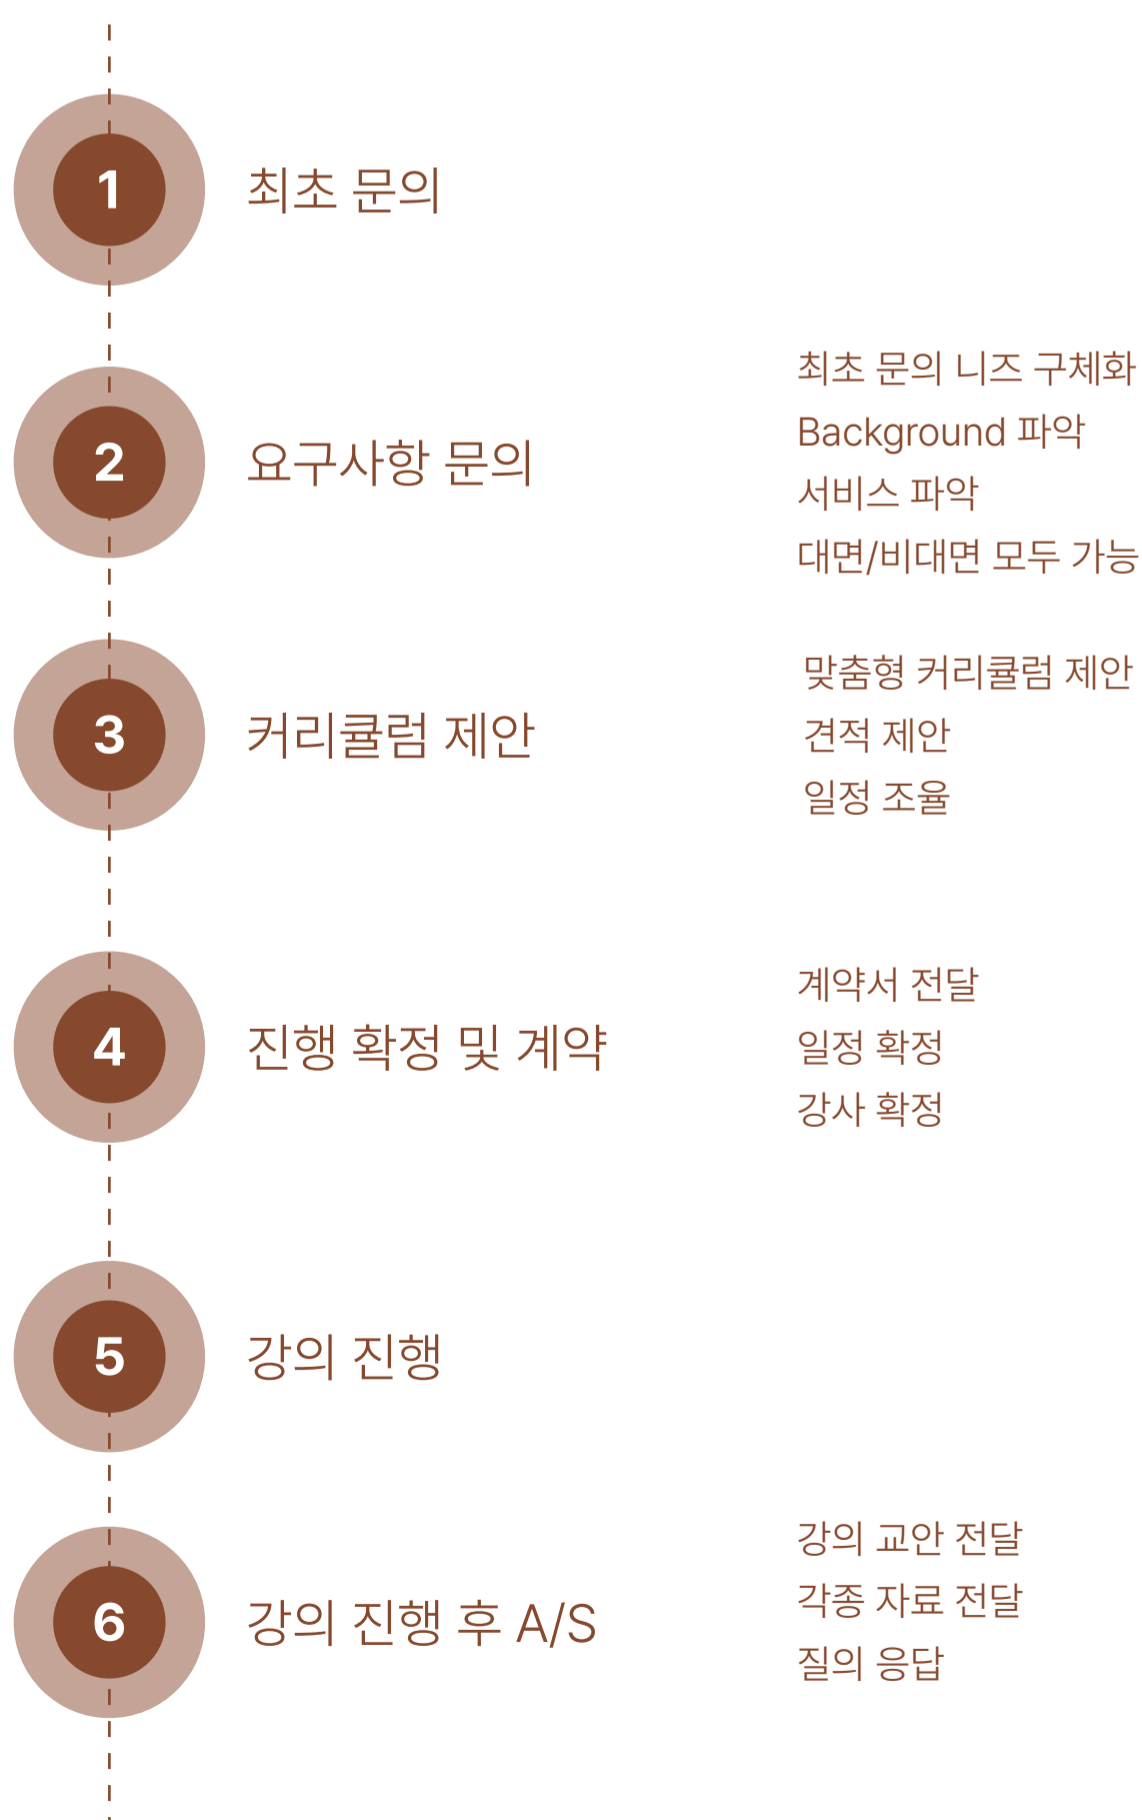 1
최초 문의
2
요구사항 문의
최초 문의 니즈 구체화
Background 파악
서비스 파악
대면/비대면 모두 가능
3
커리큘럼 제안
맞춤형 커리큘럼 제안
견적 제안
일정 조율
4
진행 확정 및 계약
계약서 전달
일정 확정
강사 확정
5
강의 진행
6
강의 진행 후 A/S
강의 교안 전달
각종 자료 전달
질의 응답